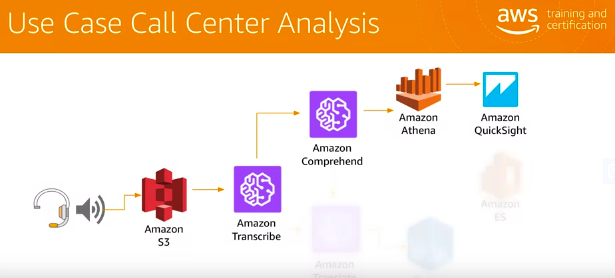 Use Case Call Center Analysis
aws
training and
certification
Amazon
Athena
Amazon
QuickSight
Amazon
Comprehend
Amazon
S3
Amazon
Transcribe
Amazon
ES